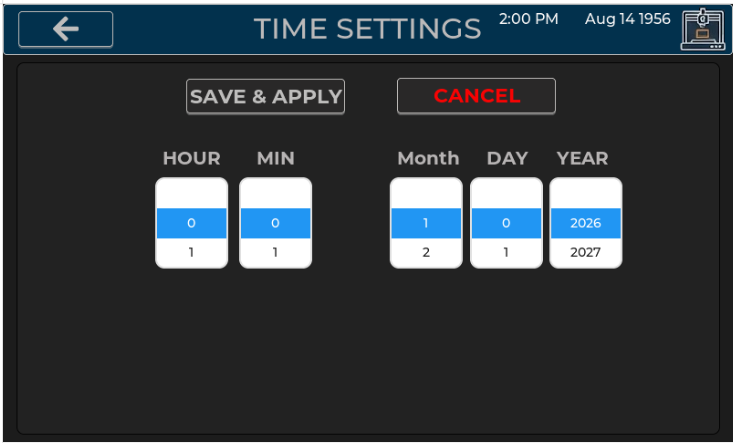 TIME SETTINGS 2:00 PM Aug 14 1956
SAVE & APPLY CANCEL
HOUR MIN Month DAY YEAR
0 0 1 0 2026
1 1 2 1 2027